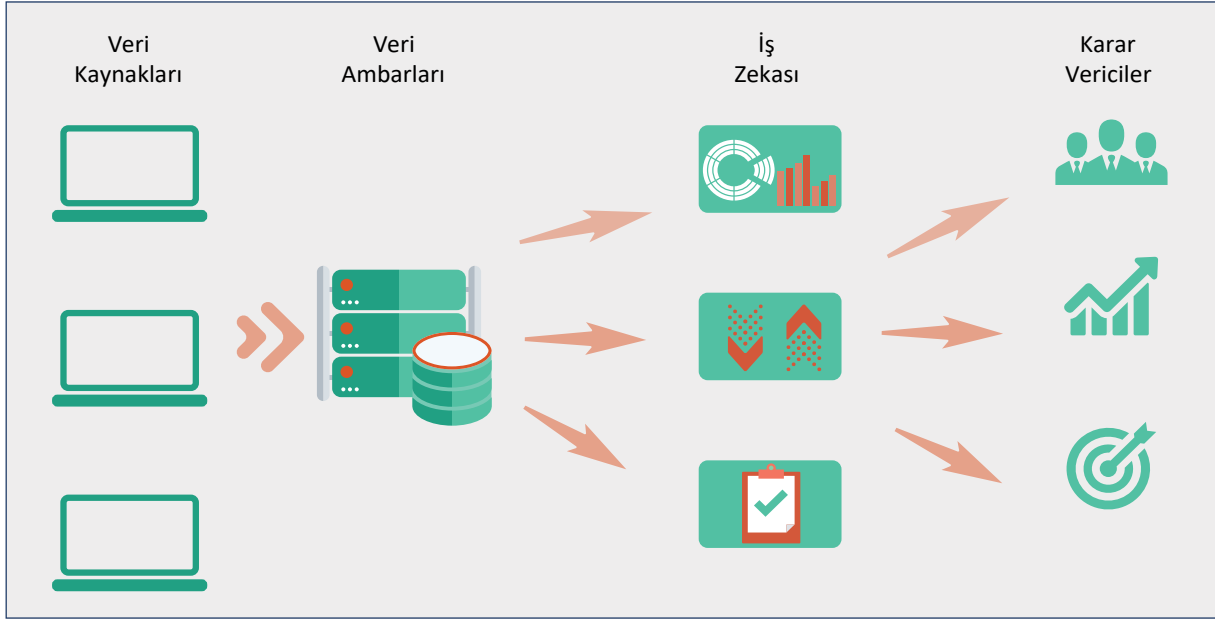 Veri
Kaynakları
Veri
Ambarları
İş
Zekası
Karar
Vericiler